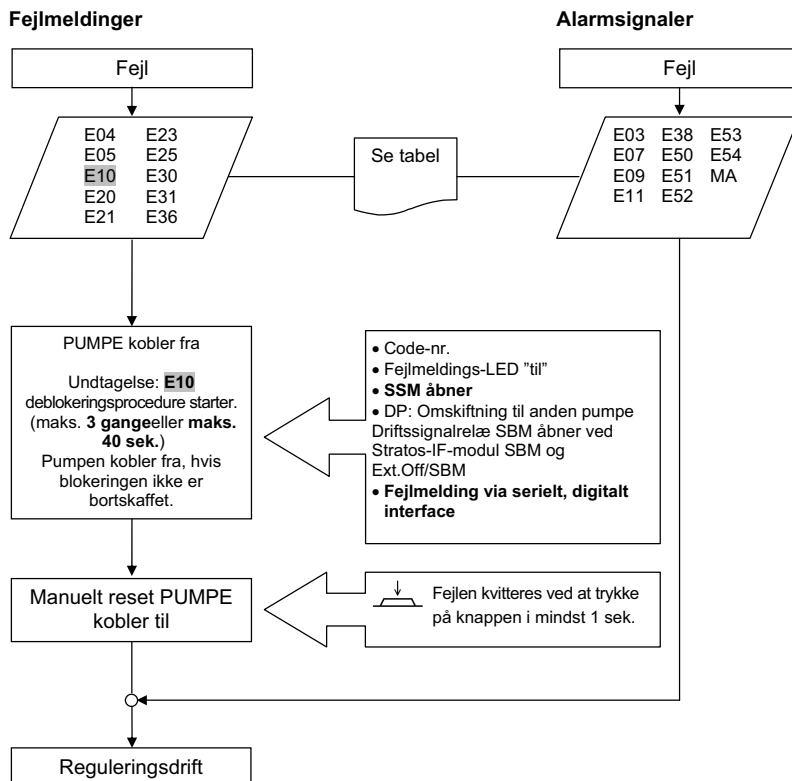 Fejlmeldinger
Alarmsignaler
Fejl
Fejl
E04 E23
E05 E25
E10 E30
E20 E31
E21 E36
Se tabel
E03 E38 E53
E07 E50 E54
E09 E51 MA
E11 E52
PUMPE kobler fra
Undtagelse: E10
deblokeringsprocedure starter.
(maks. 3 gangeeller maks.
40 sek.)
Pumpen kobler fra, hvis
blokeringen ikke er
bortskaffet.
• Code-nr.
• Fejlmeldings-LED ”til”
• SSM åbner
• DP: Omskiftning til anden pumpe
Driftssignalrelæ SBM åbner ved
Stratos-IF-modul SBM og
Ext.Off/SBM
• Fejlmelding via serielt, digitalt
interface
Manuelt reset PUMPE
kobler til
Fejlen kvitteres ved at trykke
på knappen i mindst 1 sek.
Reguleringsdrift